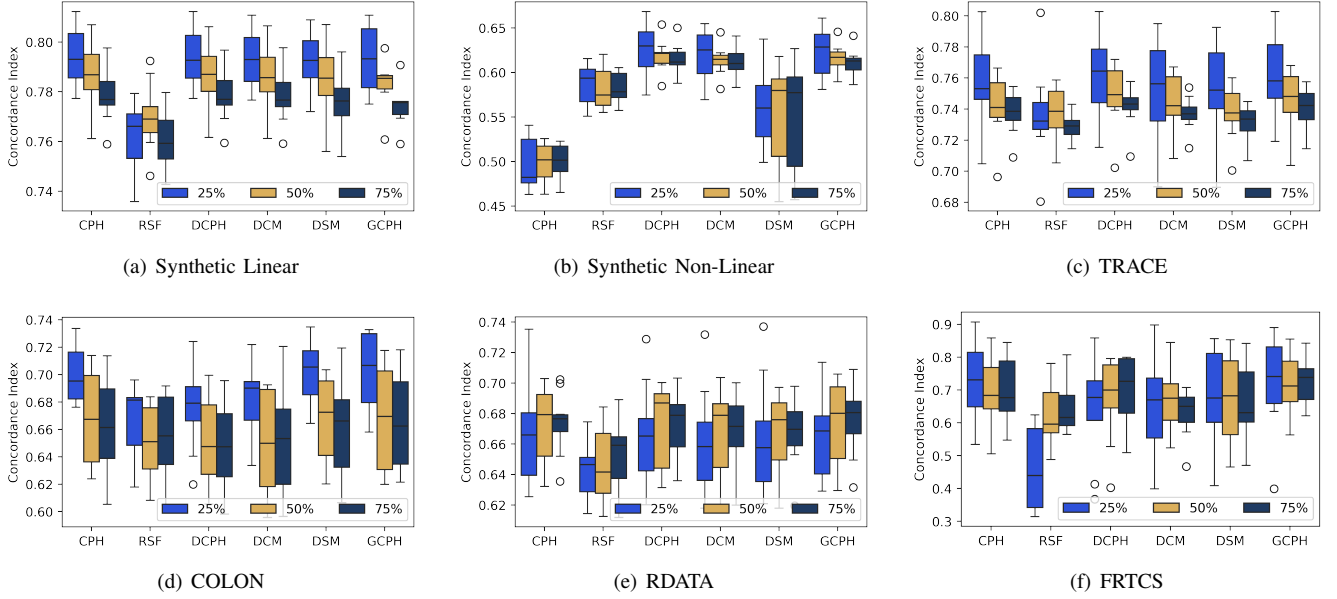 Concordance Index
0.80
0.78
0.76
0.74
25% 50% 75%
CPH RSF DCPH DCM DSM GCPH
(a) Synthetic Linear
Concordance Index
0.65
0.60
0.55
0.50
0.45
25% 50% 75%
CPH RSF DCPH DCM DSM GCPH
(b) Synthetic Non-Linear
Concordance Index
0.80
0.78
0.76
0.74
0.72
0.70
0.68
25% 50% 75%
CPH RSF DCPH DCM DSM GCPH
(c) TRACE
Concordance Index
0.74
0.72
0.70
0.68
0.66
0.64
0.62
0.60
25% 50% 75%
CPH RSF DCPH DCM DSM GCPH
(d) COLON
Concordance Index
0.74
0.72
0.70
0.68
0.66
0.64
0.62
25% 50% 75%
CPH RSF DCPH DCM DSM GCPH
(e) RDATA
Concordance Index
0.9
0.8
0.7
0.6
0.5
0.4
0.3
25% 50% 75%
CPH RSF DCPH DCM DSM GCPH
(f) FRTCS